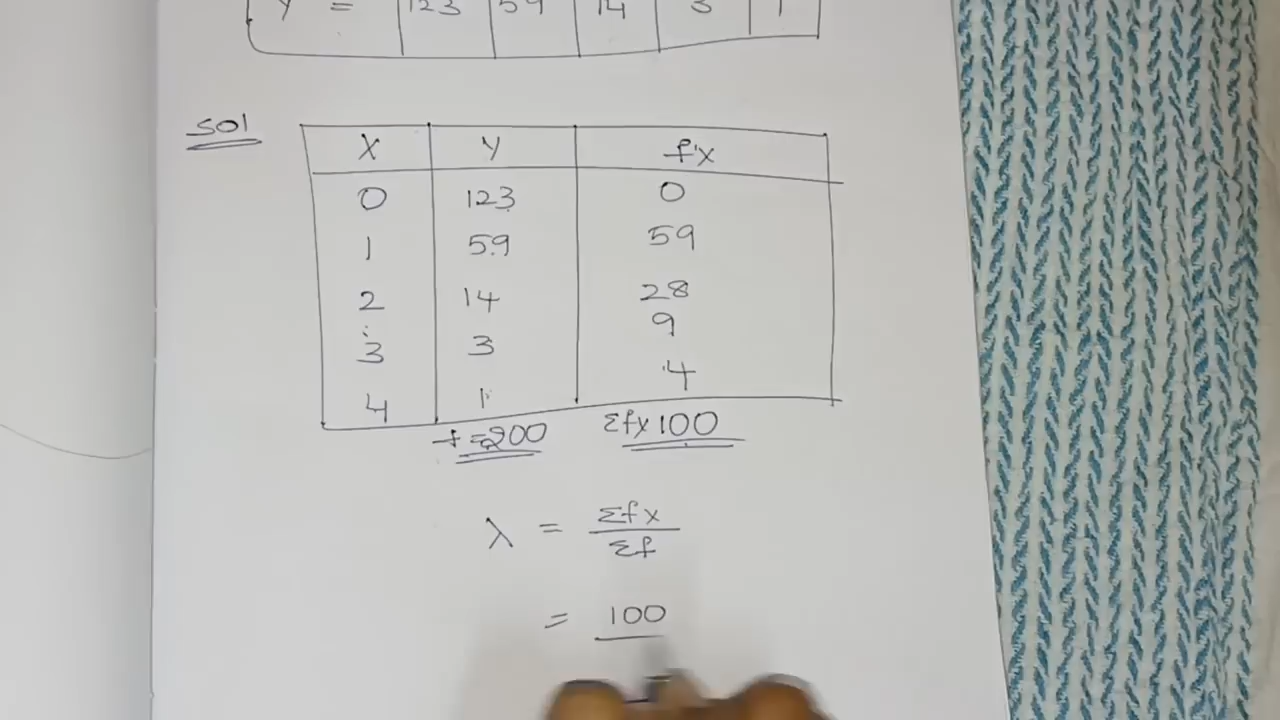 Y = 123 59 14 3 1
Sol
X Y f.x
0 123 0
1 59 59
2 14 28
3 3 9
4 1 4
f=200 Σfx 100
λ = Σfx
Σf
= 100